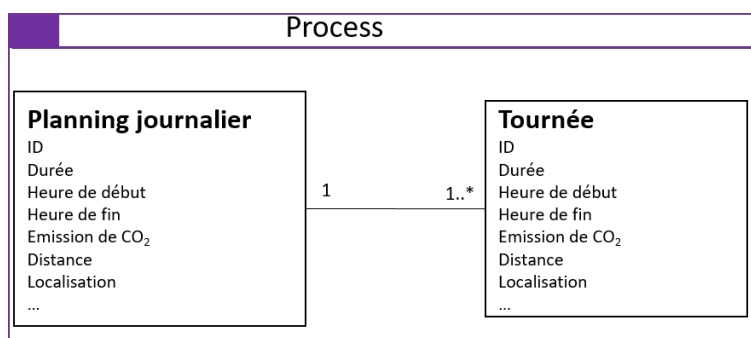 Process
Planning journalier
ID
Durée
Heure de début
Heure de fin
Emission de CO₂
Distance
Localisation
...
1
1..*
Tournée
ID
Durée
Heure de début
Heure de fin
Emission de CO₂
Distance
Localisation
...